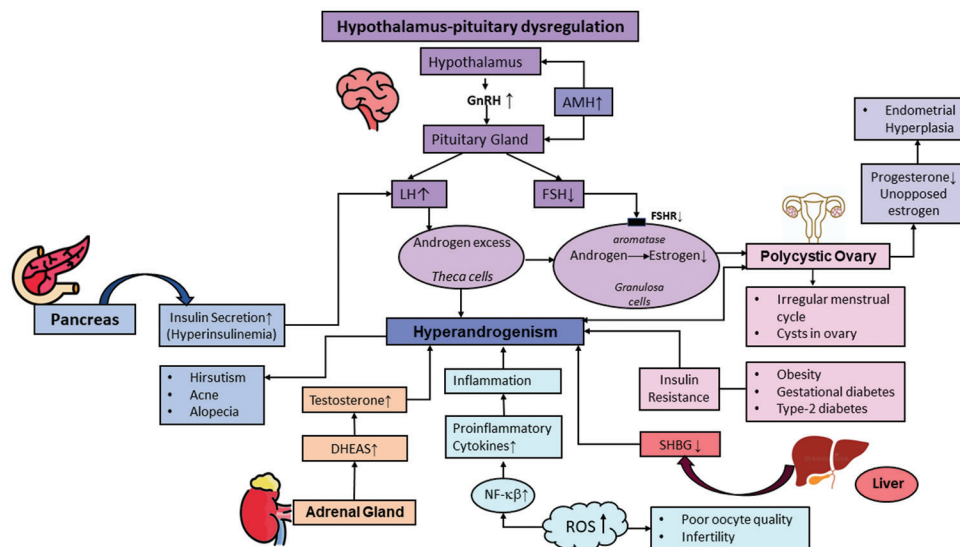 Hypothalamus-pituitary dysregulation
Hypothalamus
GnRH ↑
AMH↑
Pituitary Gland
LH↑
FSH↓
FSHR↓
Androgen excess
Theca cells
aromatase
Androgen→Estrogen↓
Granulosa
cells
• Endometrial
Hyperplasia
Progesterone↓
Unopposed
estrogen
Polycystic Ovary
• Irregular menstrual
cycle
• Cysts in ovary
Pancreas
Insulin Secretion↑
(Hyperinsulinemia)
Hyperandrogenism
• Hirsutism
• Acne
• Alopecia
Testosterone↑
DHEAS↑
Adrenal Gland
Inflammation
Proinflammatory
Cytokines↑
NF-κβ↑
ROS ↑
• Poor oocyte quality
• Infertility
Insulin
Resistance
• Obesity
• Gestational diabetes
• Type-2 diabetes
SHBG↓
Liver